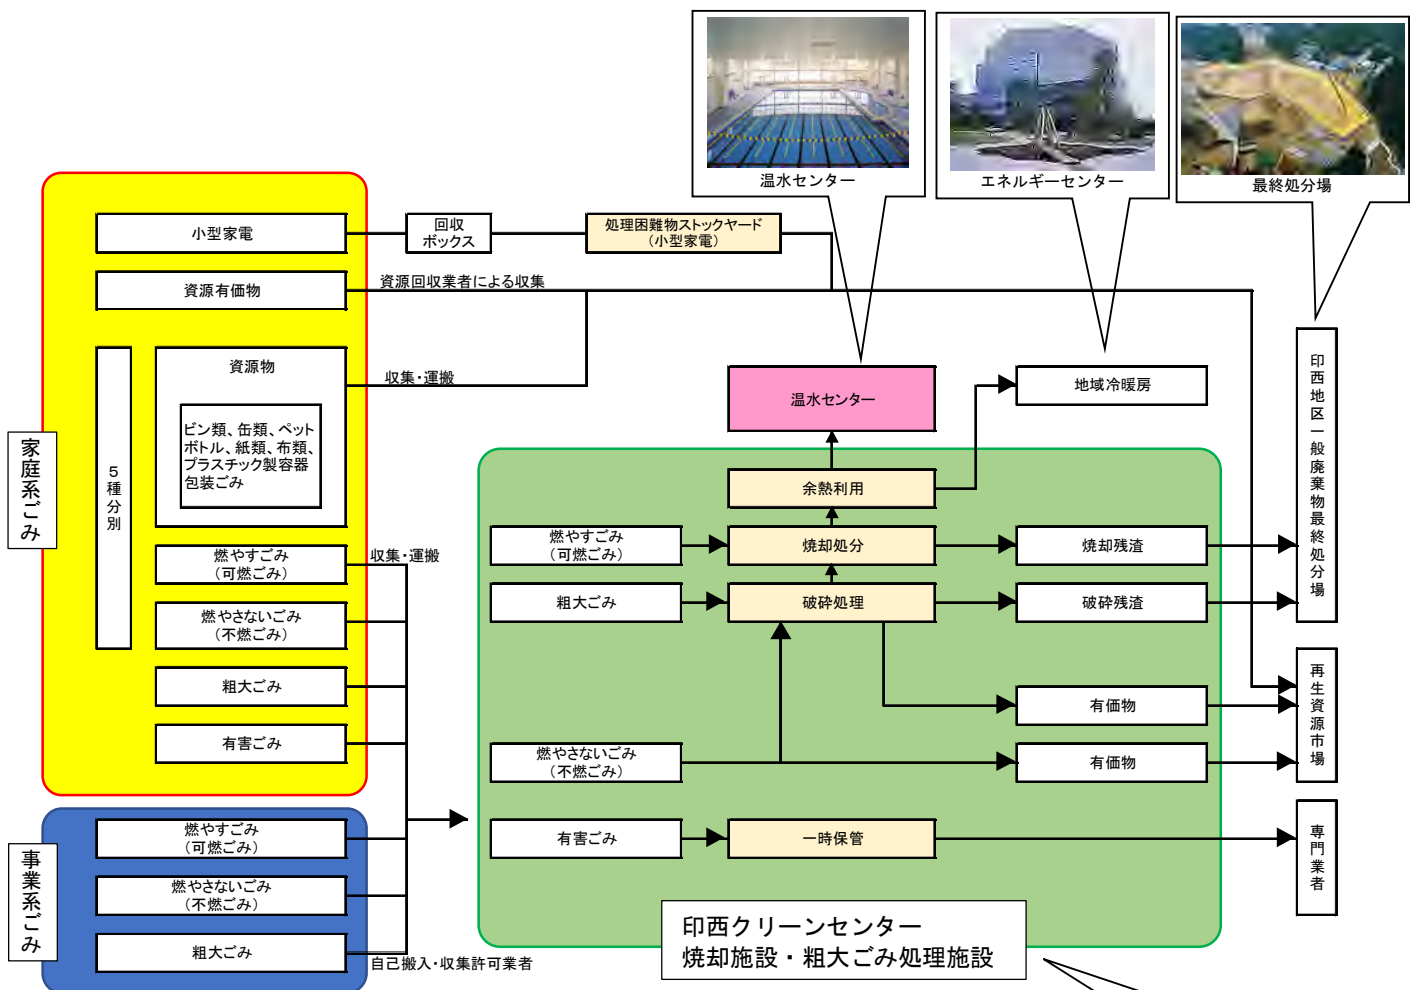 温水センター
エネルギーセンター
最終処分場
家庭系ごみ
小型家電
回収
ボックス
処理困難物ストックヤード
(小型家電)
資源有価物
資源回収業者による収集
5種分別
資源物
ビン類、缶類、ペット
ボトル、紙類、布類、
プラスチック製容器
包装ごみ
収集・運搬
燃やすごみ
(可燃ごみ)
収集・運搬
燃やさないごみ
(不燃ごみ)
粗大ごみ
有害ごみ
事業系ごみ
燃やすごみ
(可燃ごみ)
燃やさないごみ
(不燃ごみ)
粗大ごみ
自己搬入・収集許可業者
温水センター
地域冷暖房
余熱利用
燃やすごみ
(可燃ごみ)
焼却処分
焼却残渣
粗大ごみ
破砕処理
破砕残渣
有価物
燃やさないごみ
(不燃ごみ)
有価物
有害ごみ
一時保管
印西地区一般廃棄物最終処分場
再生資源市場
専門業者
印西クリーンセンター
焼却施設・粗大ごみ処理施設